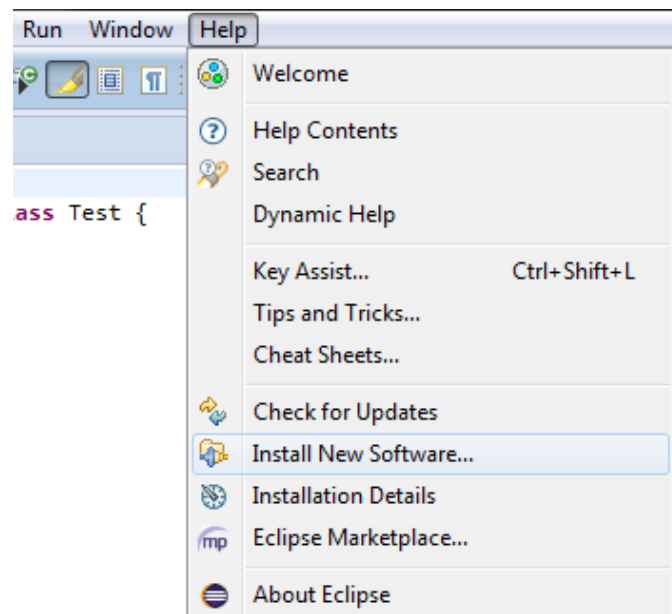 Run Window Help
Welcome
Help Contents
Search
ass Test {
Dynamic Help
Key Assist... Ctrl+Shift+L
Tips and Tricks...
Cheat Sheets...
Check for Updates
Install New Software...
Installation Details
mp Eclipse Marketplace...
About Eclipse